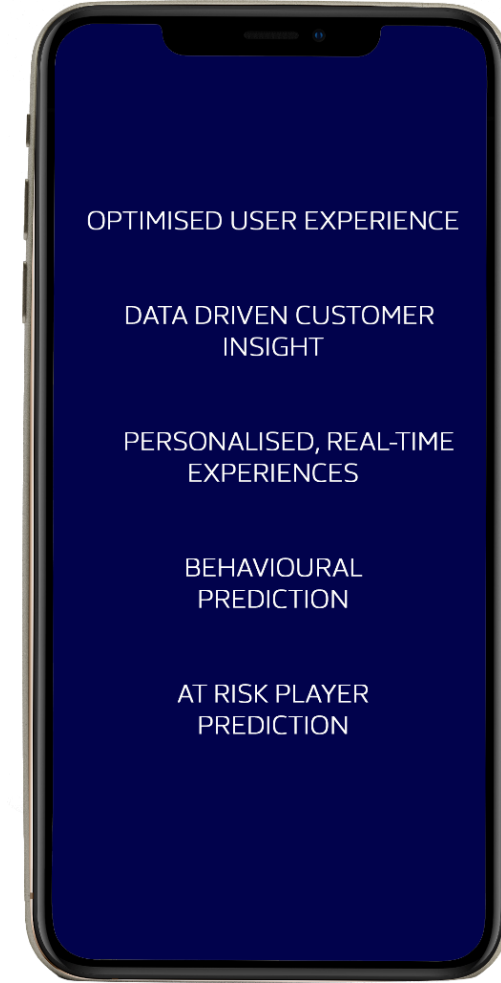 OPTIMISED USER EXPERIENCE
DATA DRIVEN CUSTOMER
INSIGHT
PERSONALISED, REAL-TIME
EXPERIENCES
BEHAVIOURAL
PREDICTION
AT RISK PLAYER
PREDICTION